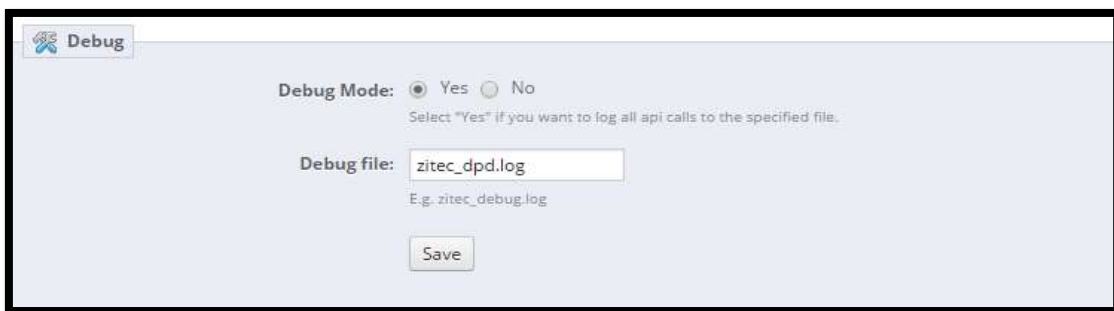 Debug
Debug Mode: Yes No
Select "Yes" if you want to log all api calls to the specified file.
Debug file: zitec_dpd.log
E.g. zitec_debug.log
Save